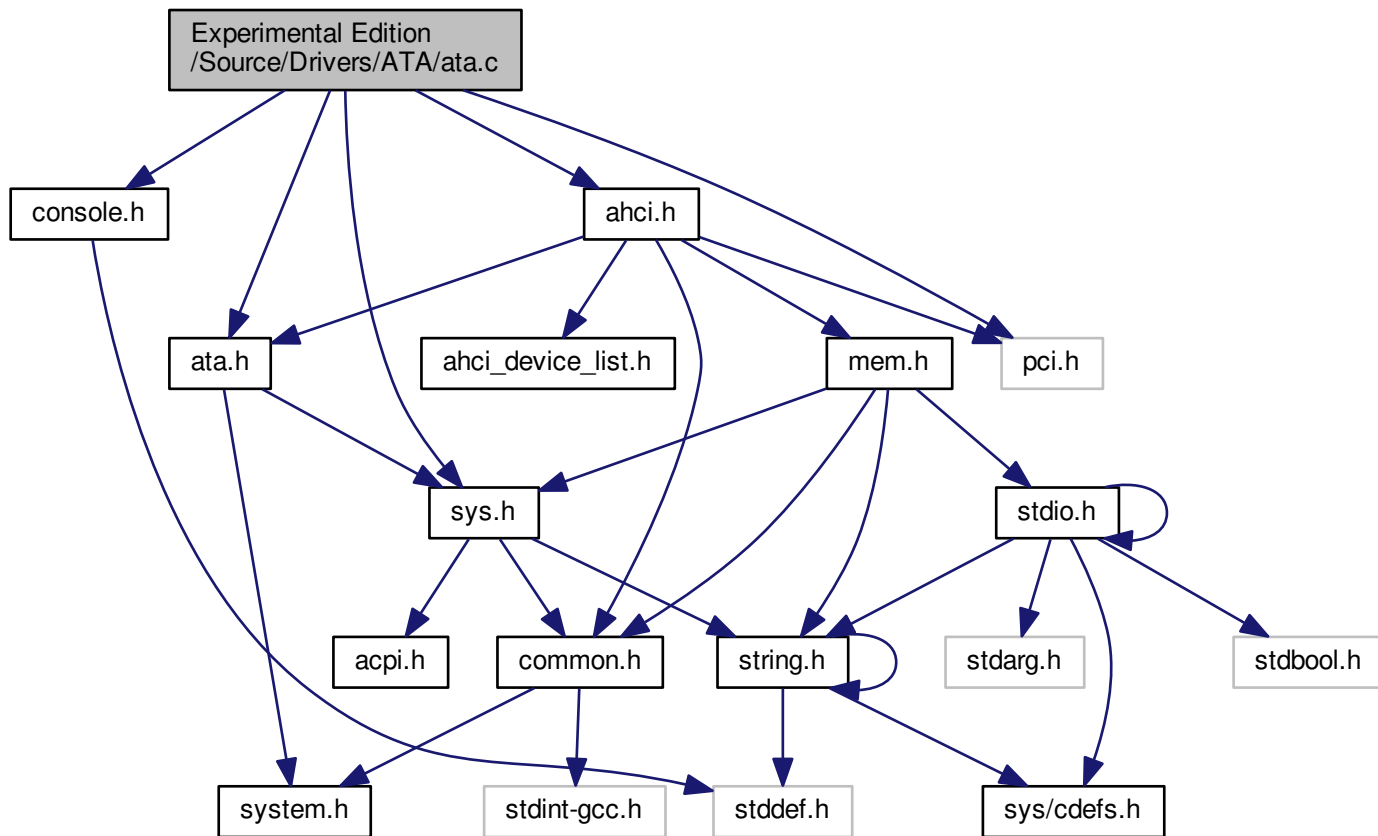 Experimental Edition
/Source/Drivers/ATA/ata.c
console.h
ahci.h
ata.h
ahci_device_list.h
mem.h
pci.h
sys.h
stdio.h
acpi.h
common.h
string.h
stdarg.h
stdbool.h
system.h
stdint-gcc.h
stddef.h
sys/cdefs.h